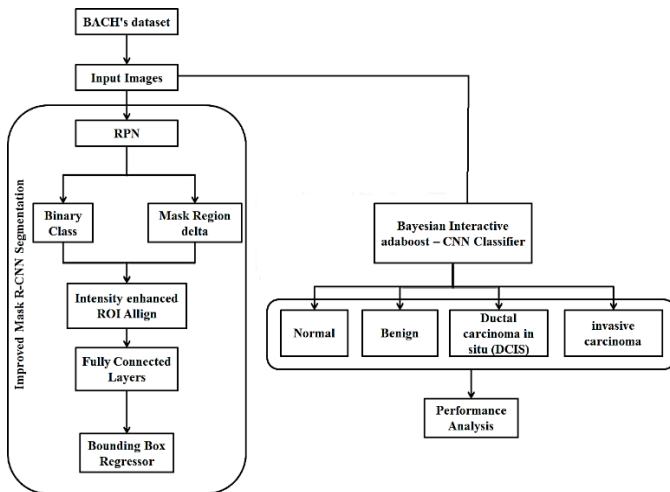 BACH's dataset
Input Images
Improved Mask R-CNN Segmentation
RPN
Binary
Class
Mask Region
delta
Intensity enhanced
ROI Allign
Fully Connected
Layers
Bounding Box
Regressor
Bayesian Interactive
adaboost – CNN Classifier
Normal
Benign
Ductal
carcinoma in
situ (DCIS)
invasive
carcinoma
Performance
Analysis